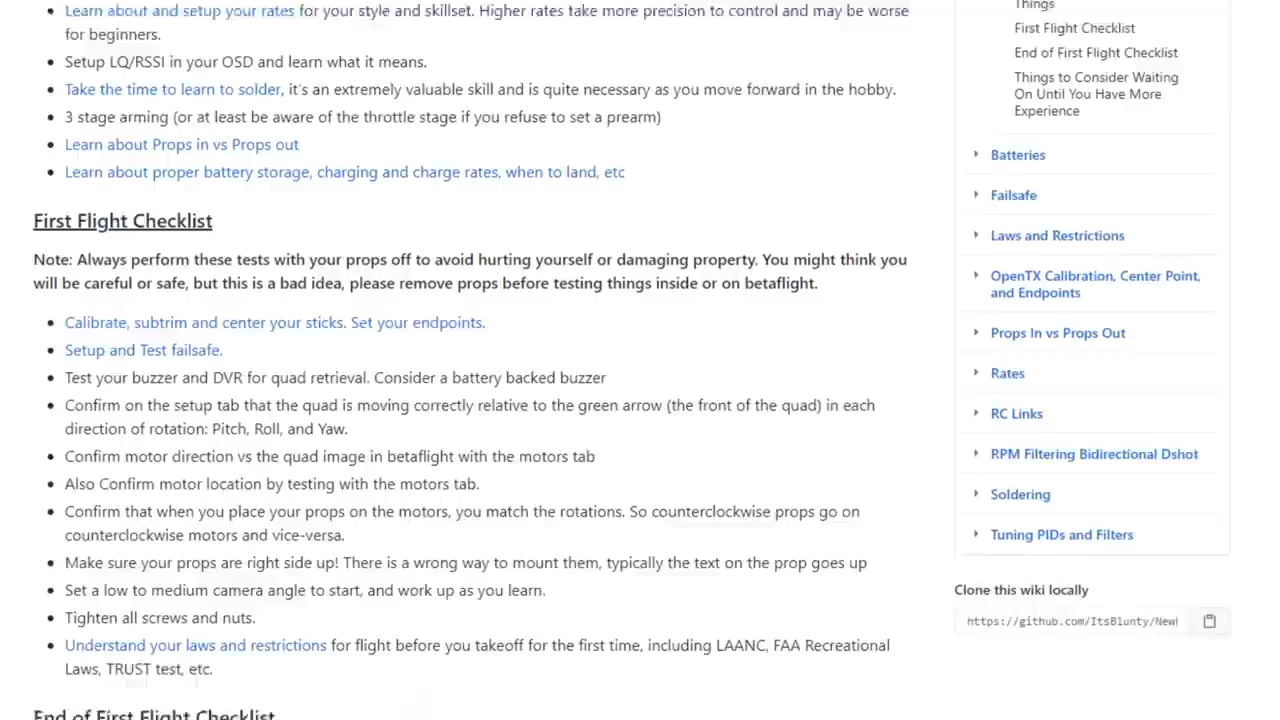 Learn about and setup your rates for your style and skillset. Higher rates take more precision to control and may be worse
for beginners.
Setup LQ/RSSI in your OSD and learn what it means.
Take the time to learn to solder, it's an extremely valuable skill and is quite necessary as you move forward in the hobby.
3 stage arming (or at least be aware of the throttle stage if you refuse to set a prearm)
Learn about Props in vs Props out
Learn about proper battery storage, charging and charge rates, when to land, etc
First Flight Checklist
Note: Always perform these tests with your props off to avoid hurting yourself or damaging property. You might think you
will be careful or safe, but this is a bad idea, please remove props before testing things inside or on betaflight.
Calibrate, subtrim and center your sticks. Set your endpoints.
Setup and Test failsafe.
Test your buzzer and DVR for quad retrieval. Consider a battery backed buzzer
Confirm on the setup tab that the quad is moving correctly relative to the green arrow (the front of the quad) in each
direction of rotation: Pitch, Roll, and Yaw.
Confirm motor direction vs the quad image in betaflight with the motors tab
Also Confirm motor location by testing with the motors tab.
Confirm that when you place your props on the motors, you match the rotations. So counterclockwise props go on
counterclockwise motors and vice-versa.
Make sure your props are right side up! There is a wrong way to mount them, typically the text on the prop goes up
Set a low to medium camera angle to start, and work up as you learn.
Tighten all screws and nuts.
Understand your laws and restrictions for flight before you takeoff for the first time, including LAANC, FAA Recreational
Laws, TRUST test, etc.
End of First Flight Checklist
Things
First Flight Checklist
End of First Flight Checklist
Things to Consider Waiting
On Until You Have More
Experience
Batteries
Failsafe
Laws and Restrictions
OpenTX Calibration, Center Point,
and Endpoints
Props In vs Props Out
Rates
RC Links
RPM Filtering Bidirectional Dshot
Soldering
Tuning PIDs and Filters
Clone this wiki locally
https://github.com/ItsBlunty/Newl